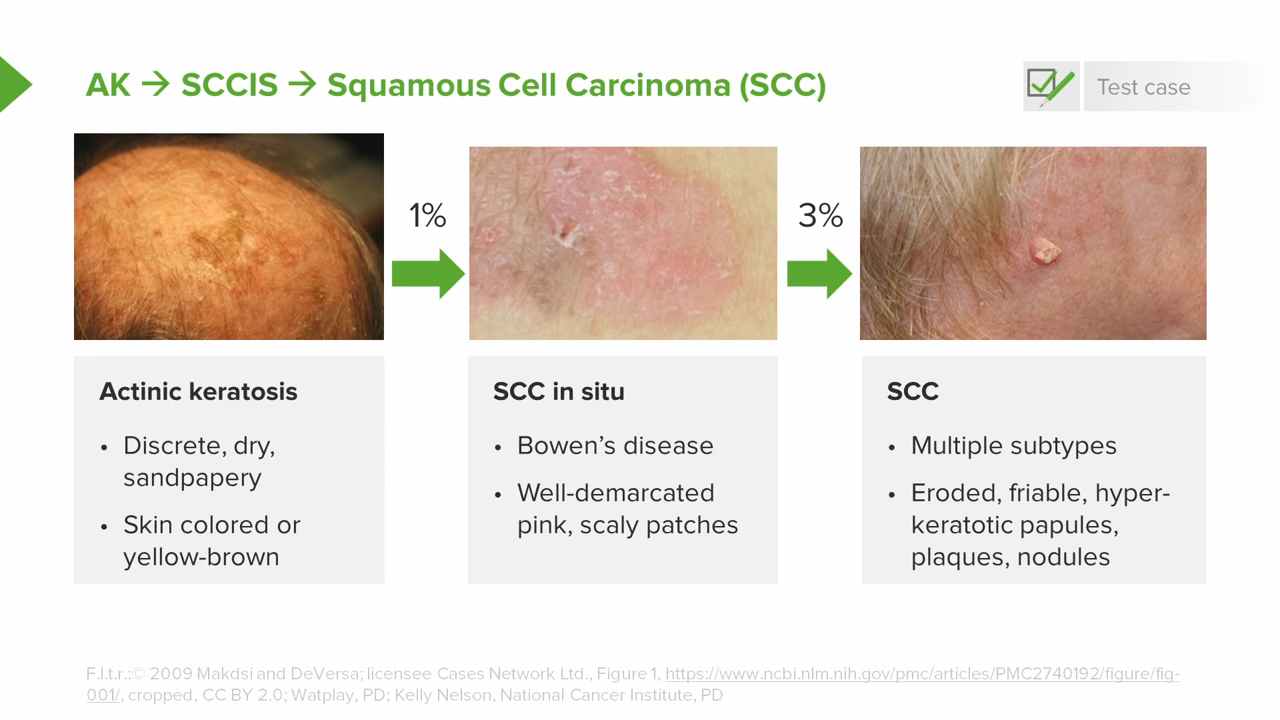 AK → SCCIS → Squamous Cell Carcinoma (SCC)
Test case
1%
3%
Actinic keratosis
• Discrete, dry,
sandpapery
• Skin colored or
yellow-brown
SCC in situ
• Bowen’s disease
• Well-demarcated
pink, scaly patches
SCC
• Multiple subtypes
• Eroded, friable, hyper-
keratotic papules,
plaques, nodules
F.l.t.r.:© 2009 Makdsi and DeVersa; licensee Cases Network Ltd., Figure 1, https://www.ncbi.nlm.nih.gov/pmc/articles/PMC2740192/figure/fig-
001/, cropped, CC BY 2.0; Watplay, PD; Kelly Nelson, National Cancer Institute, PD